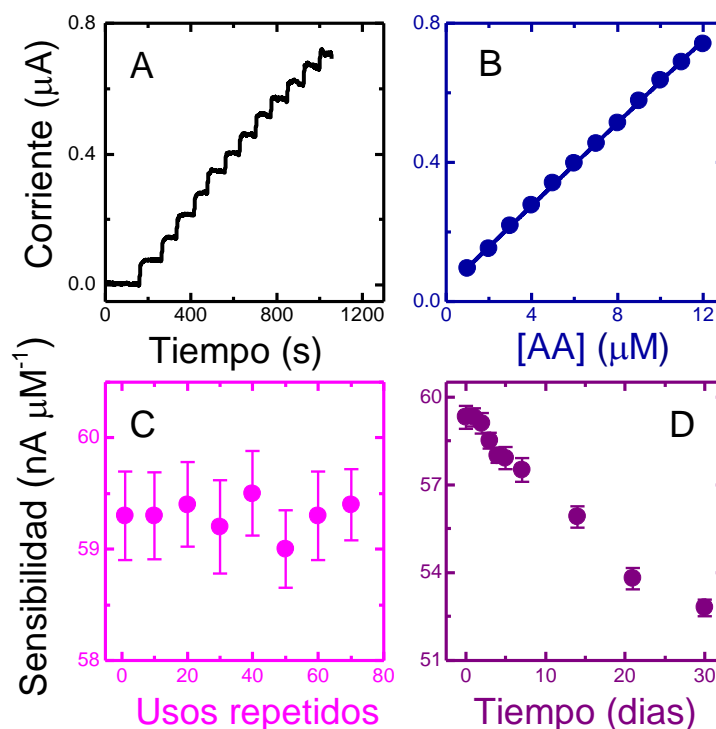 A
B
Corriente (μA)
0.8
0.4
0.0
0.8
0.4
0.0
0 400 800 1200
4 8 12
Tiempo (s)
[AA] (μM)
C
D
Sensibilidad (nA μM⁻¹)
60
59
58
60
57
54
51
0 20 40 60 80
0 10 20 30
Usos repetidos
Tiempo (dias)